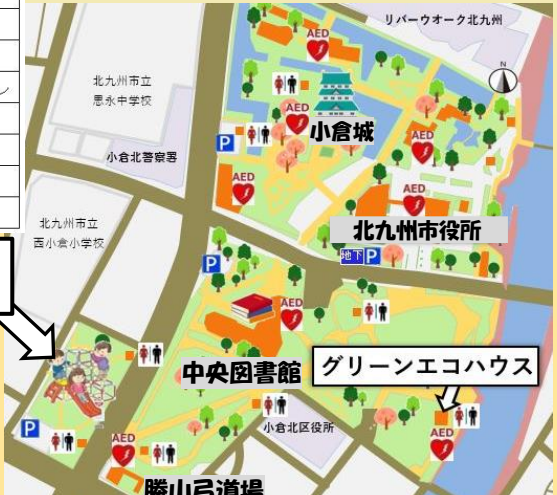 リバーウオーク北九州
AED
N
北九州市立
思永中学校
AED
小倉城
AED
P
小倉北警察署
AED
AED
北九州市役所
北九州市立
西小倉小学校
地下P
P
AED
中央図書館
グリーンエコハウス
小倉北区役所
P
AED
AED
勝山弓道場